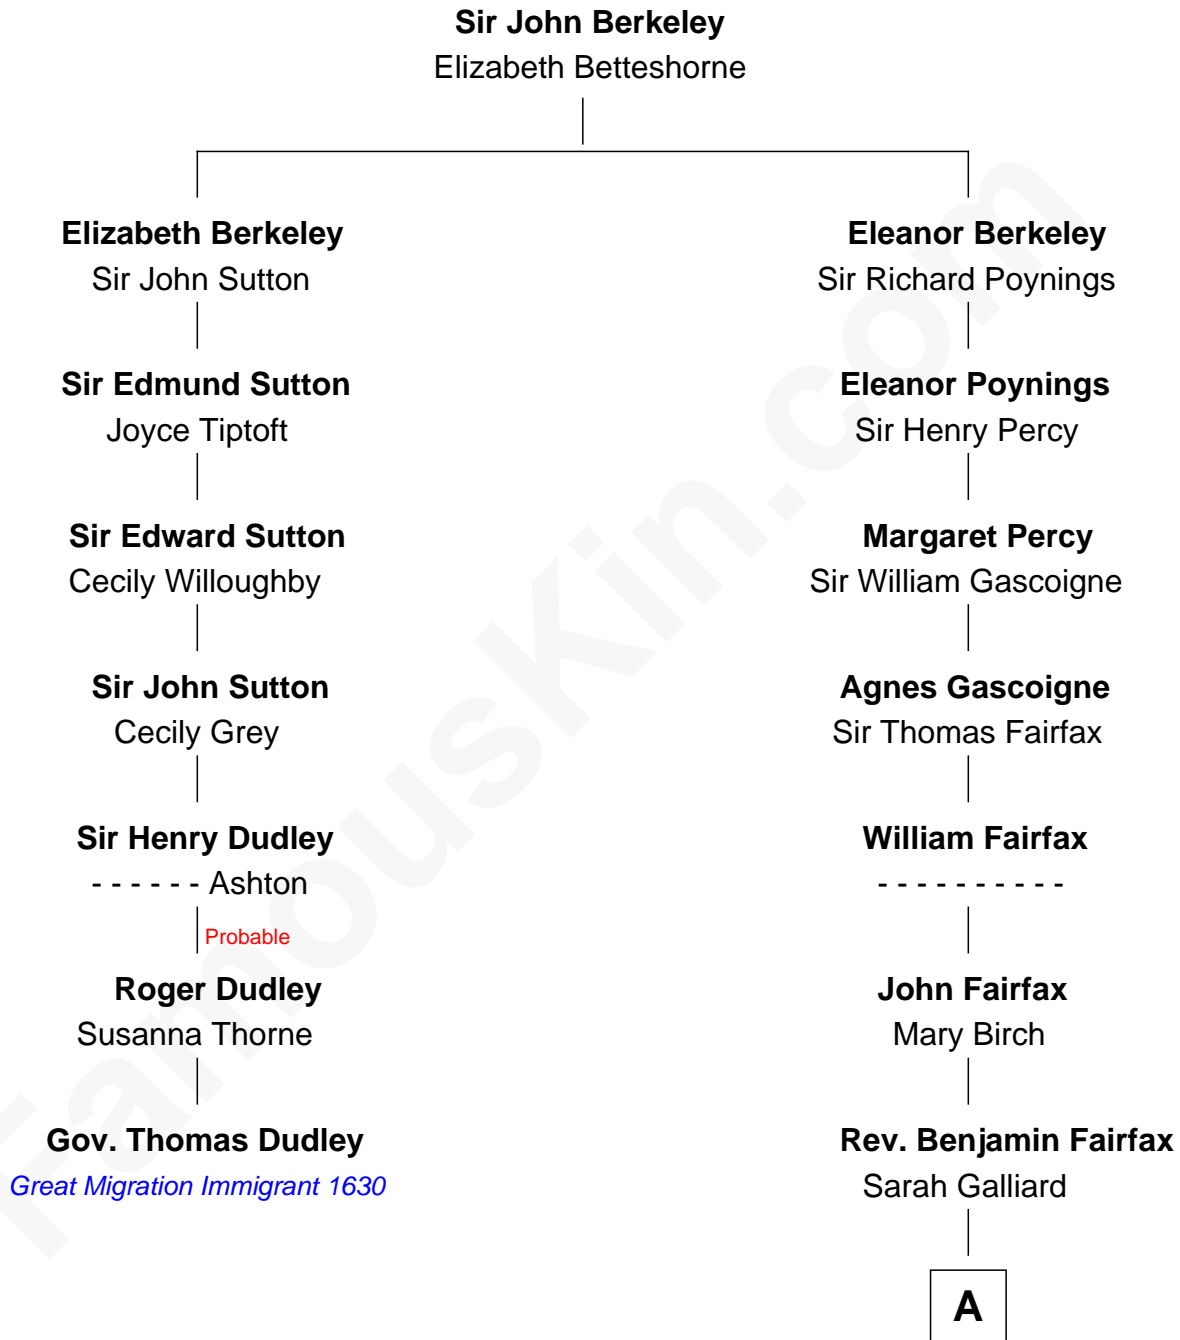 Sir John Berkeley
Elizabeth Betteshorne
Elizabeth Berkeley
Sir John Sutton
Eleanor Berkeley
Sir Richard Poynings
Sir Edmund Sutton
Joyce Tiptoft
Eleanor Poynings
Sir Henry Percy
Sir Edward Sutton
Cecily Willoughby
Margaret Percy
Sir William Gascoigne
Sir John Sutton
Cecily Grey
Agnes Gascoigne
Sir Thomas Fairfax
Sir Henry Dudley
- - - - - - Ashton
William Fairfax
- - - - - - - - - -
Probable
Roger Dudley
Susanna Thorne
John Fairfax
Mary Birch
Gov. Thomas Dudley
Great Migration Immigrant 1630
Rev. Benjamin Fairfax
Sarah Galliard
A
FamousKin.com